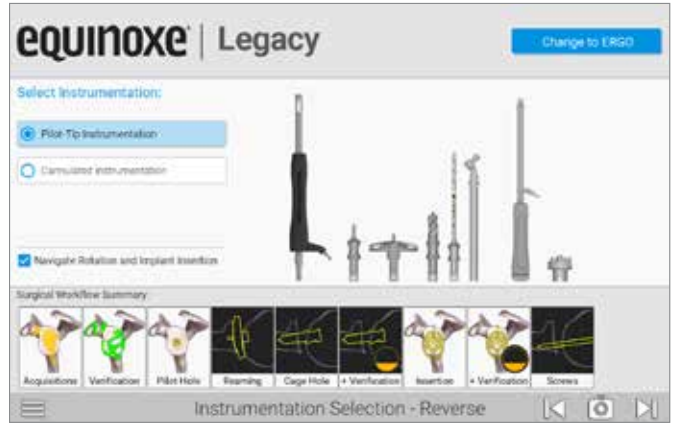 equinoxe | Legacy
Change to ERGO
Select Instrumentation:
Pilot-Tip Instrumentation
Cannulated Instrumentation
Navigate Rotation and Implant Insertion
Surgical Workflow Summary
Acquisitions Verification Pilot Hole Reaming Cage Hole + Verification Insertion + Verification Screws
Instrumentation Selection - Reverse